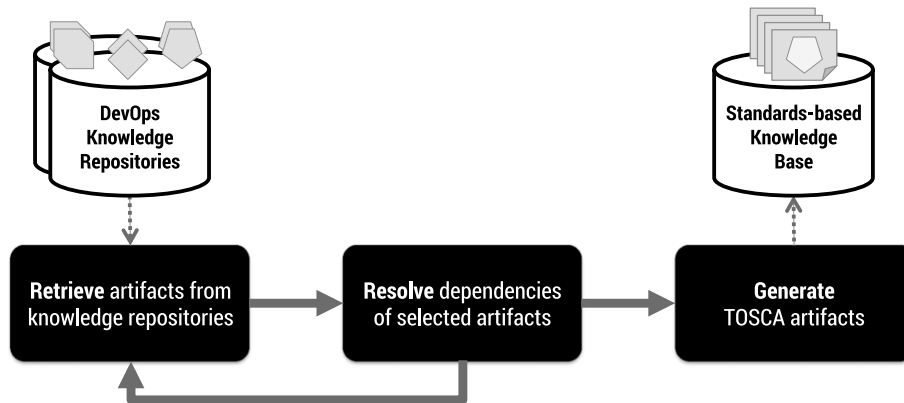 DevOps
Knowledge
Repositories
Standards-based
Knowledge
Base
Retrieve artifacts from
knowledge repositories
Resolve dependencies
of selected artifacts
Generate
TOSCA artifacts